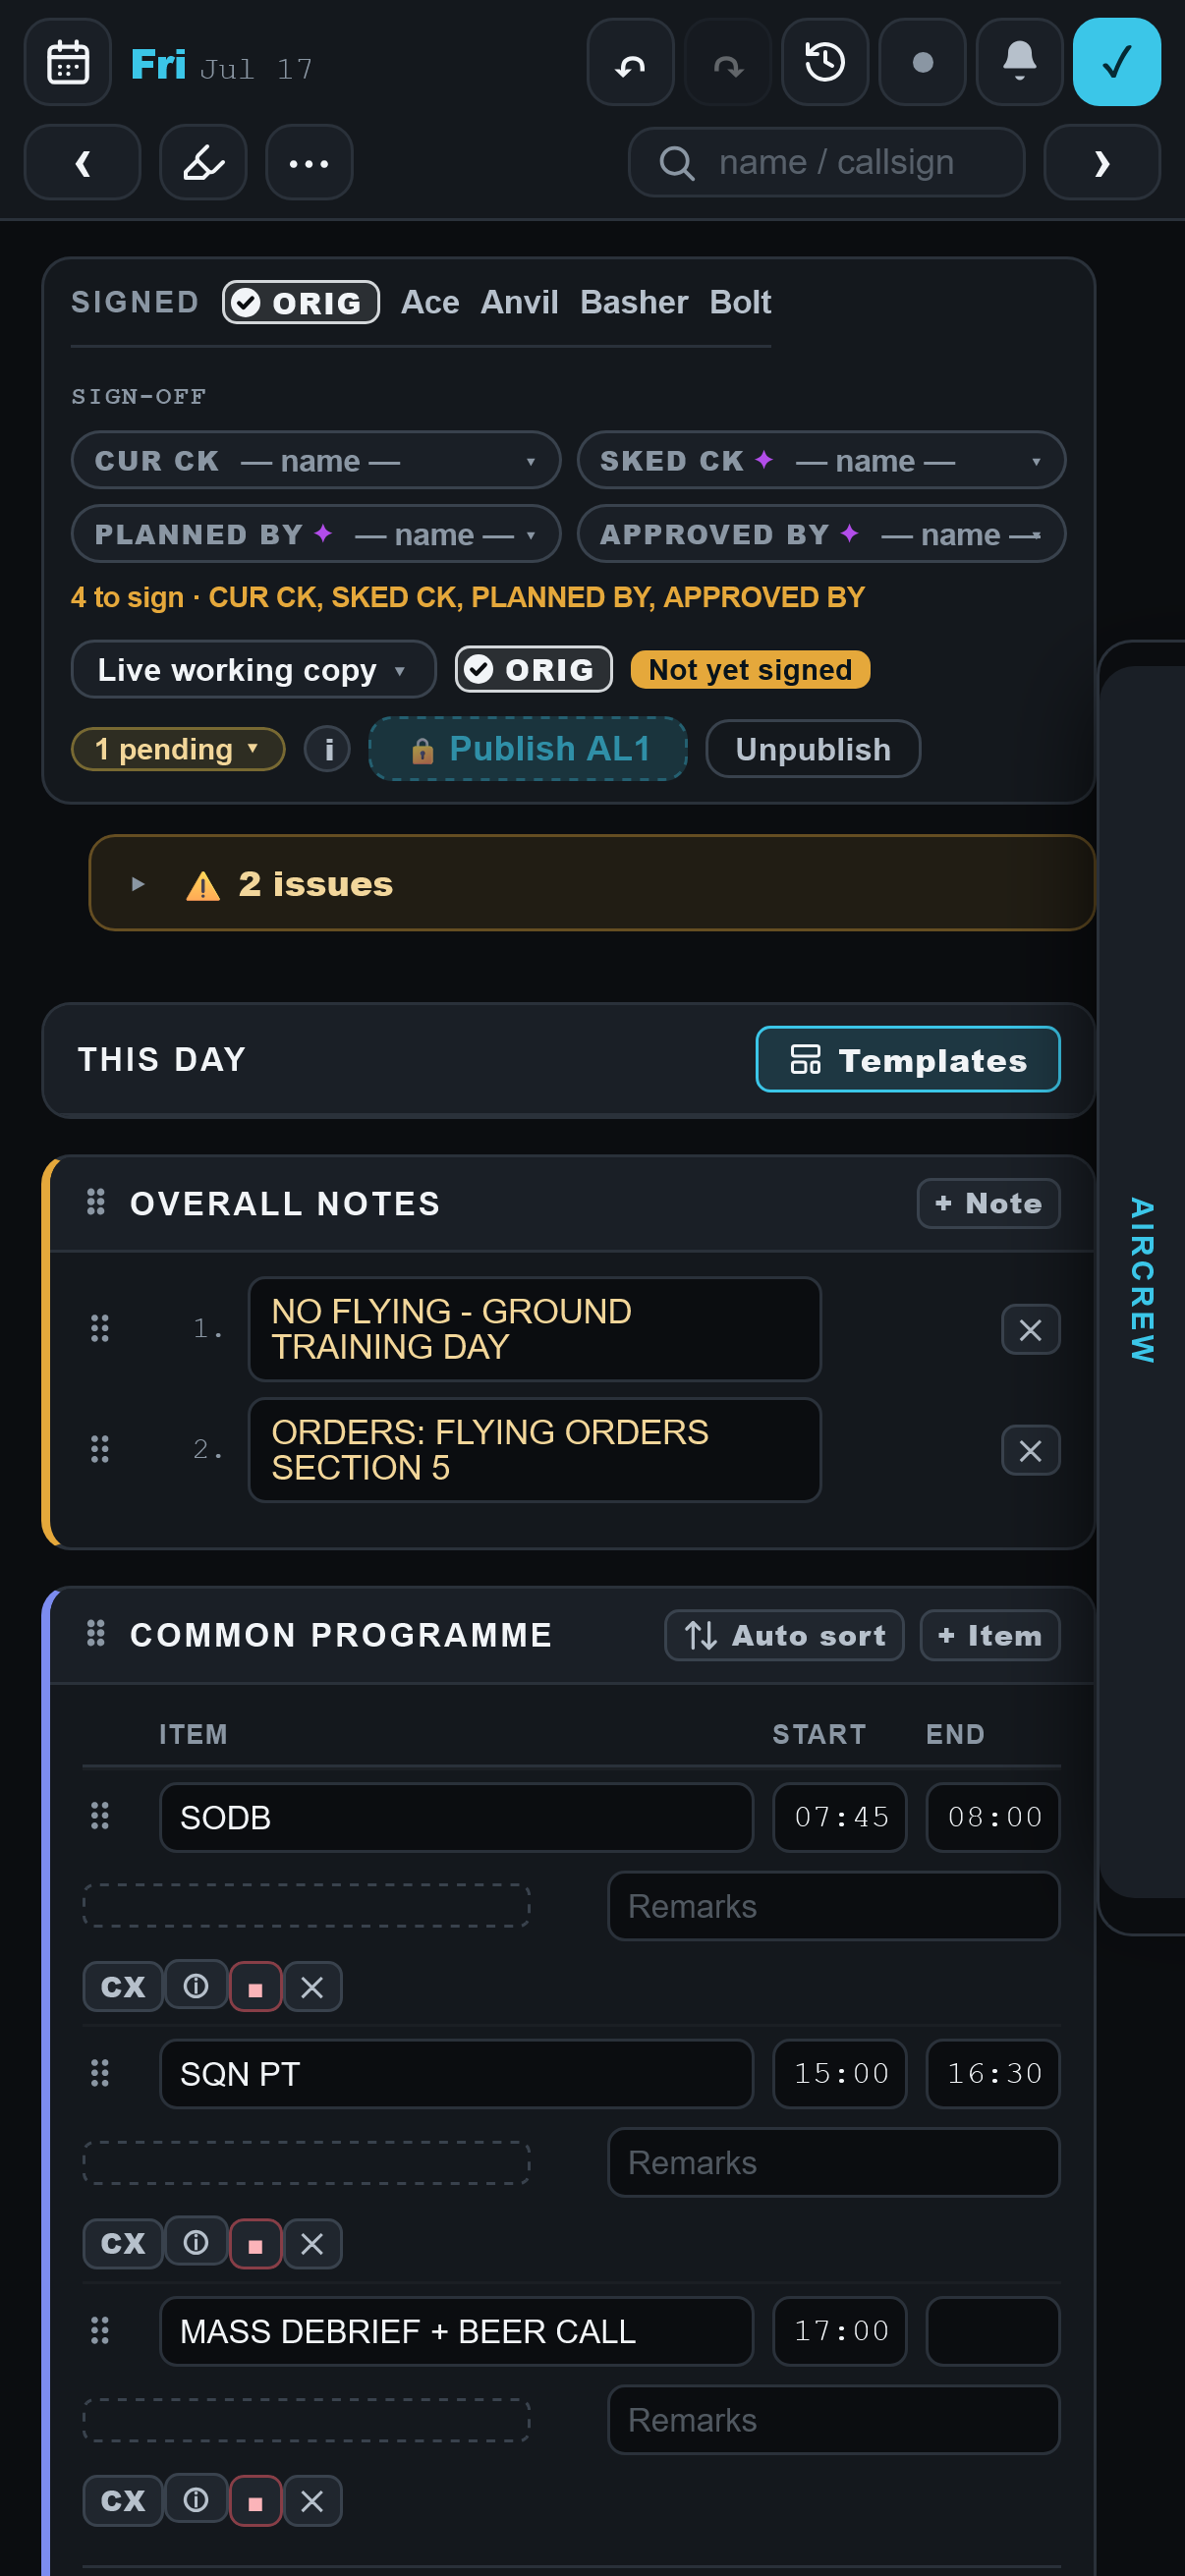 Fri Jul 17
name / callsign
SIGNED ORIG Ace Anvil Basher Bolt
SIGN-OFF
CUR CK — name —
SKED CK — name —
PLANNED BY — name —
APPROVED BY — name —
4 to sign · CUR CK, SKED CK, PLANNED BY, APPROVED BY
Live working copy ORIG Not yet signed
1 pending i Publish AL1 Unpublish
2 issues
THIS DAY Templates
AIRCREW
OVERALL NOTES + Note
1. NO FLYING - GROUND
TRAINING DAY
2. ORDERS: FLYING ORDERS
SECTION 5
COMMON PROGRAMME Auto sort + Item
ITEM START END
SODB 07:45 08:00
Remarks
CX
SQN PT 15:00 16:30
Remarks
CX
MASS DEBRIEF + BEER CALL 17:00
Remarks
CX